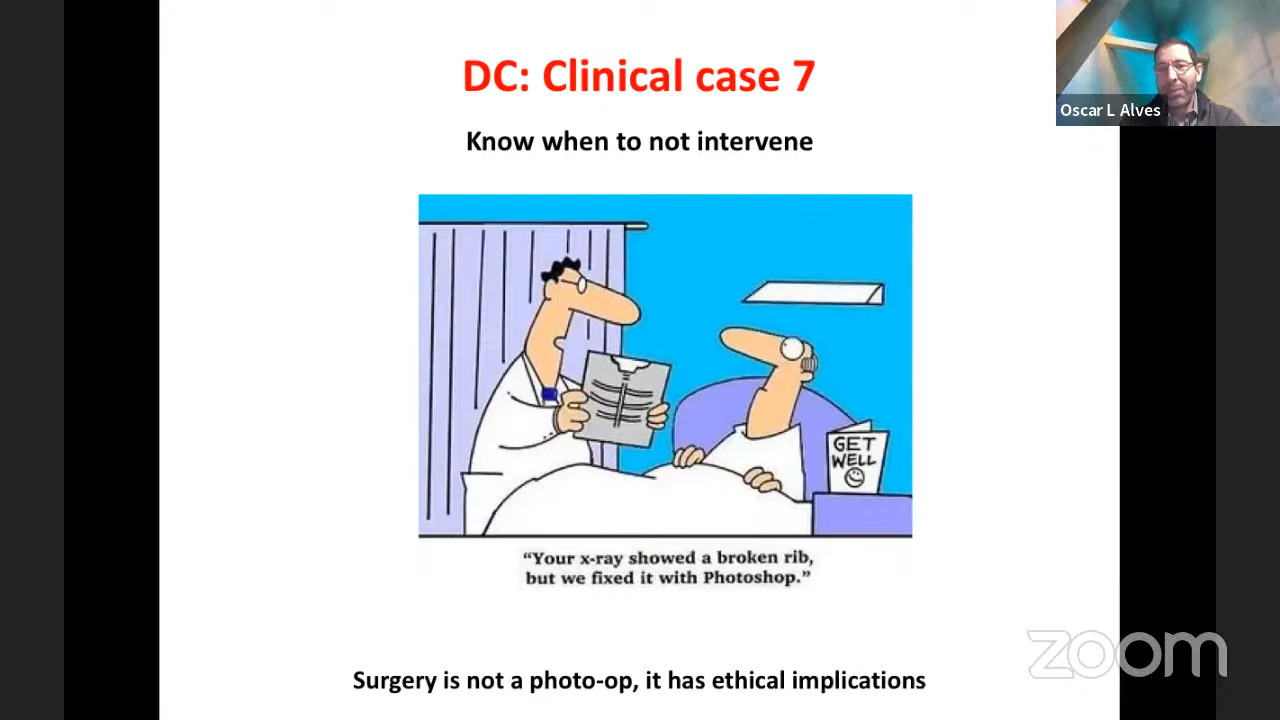 DC: Clinical case 7
Oscar L Alves
Know when to not intervene
GET
WELL
“Your x-ray showed a broken rib,
but we fixed it with Photoshop.”
zoom
Surgery is not a photo-op, it has ethical implications